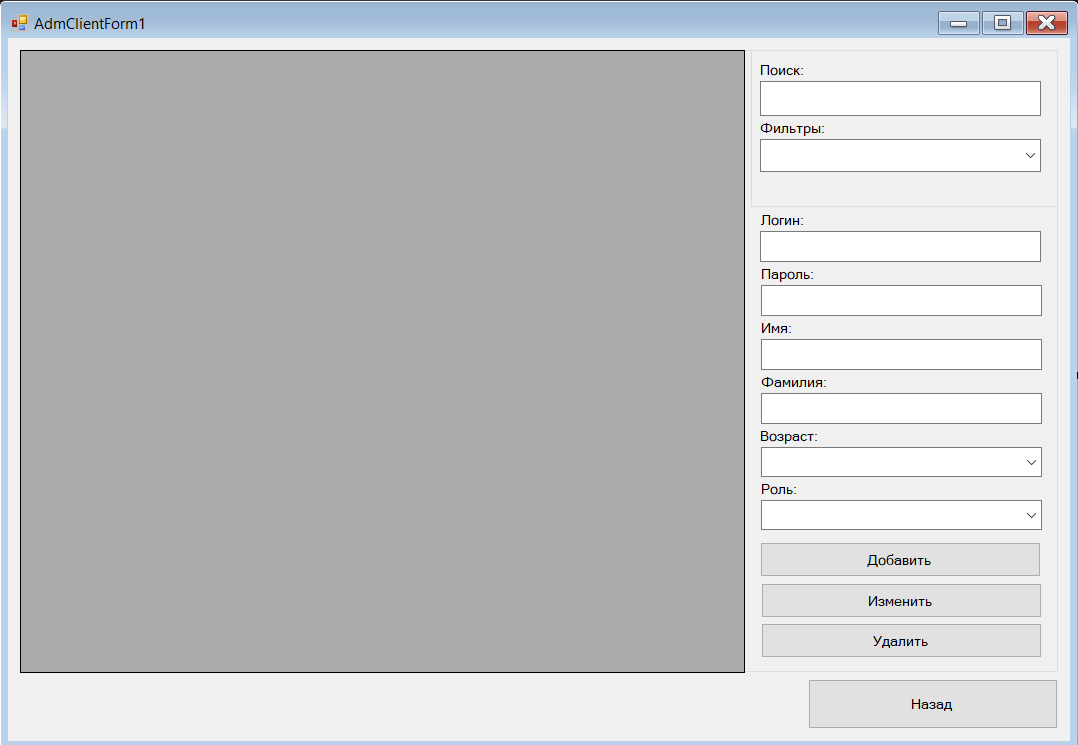 AdmClientForm1
Поиск:
Фильтры:
Логин:
Пароль:
Имя:
Фамилия:
Возраст:
Роль:
Добавить
Изменить
Удалить
Назад